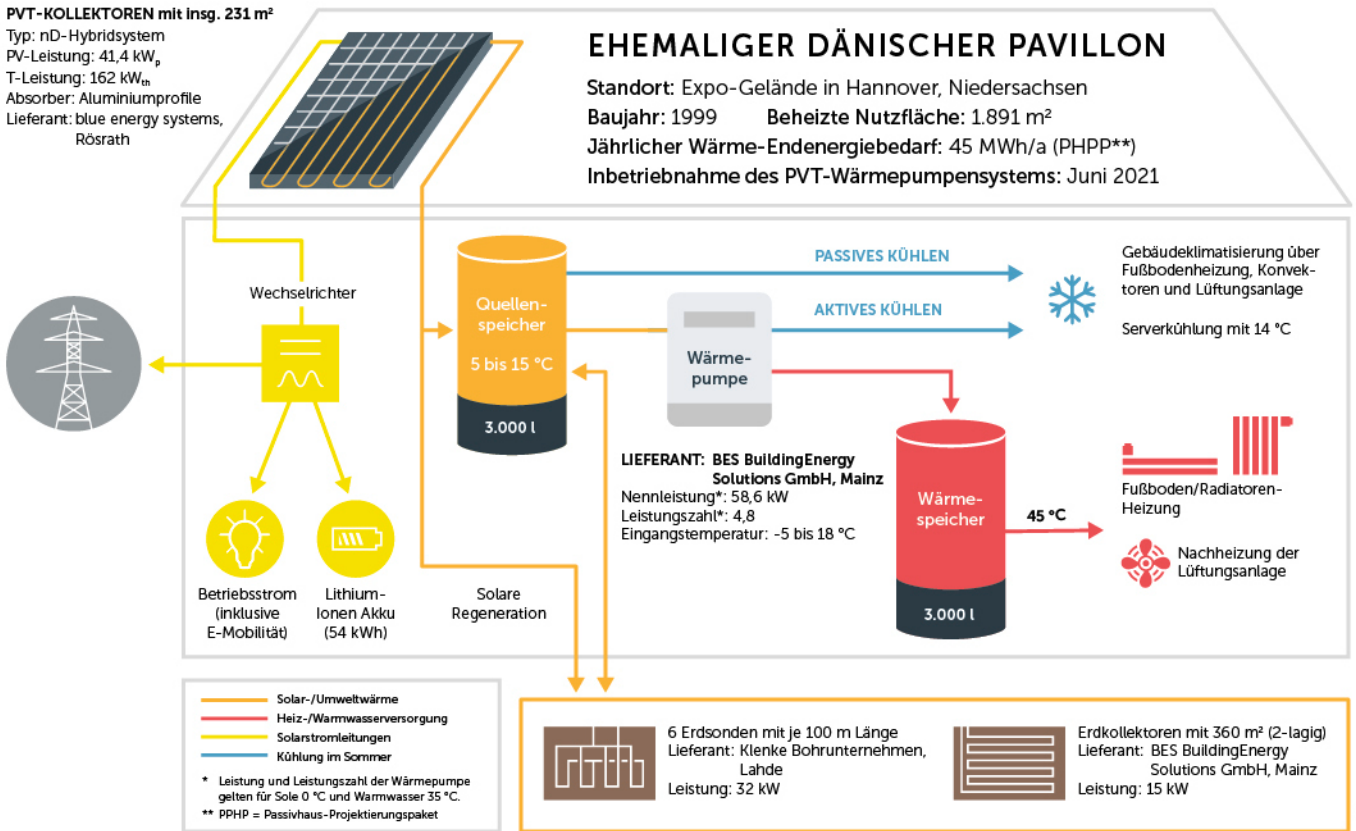 PVT-KOLLEKTOREN mit insg. 231 m²
Typ: nD-Hybridsystem
PV-Leistung: 41,4 kWₚ
T-Leistung: 162 kWₜₕ
Absorber: Aluminiumprofile
Lieferant: blue energy systems,
Rösrath
EHEMALIGER DÄNISCHER PAVILLON
Standort: Expo-Gelände in Hannover, Niedersachsen
Baujahr: 1999 Beheizte Nutzfläche: 1.891 m²
Jährlicher Wärme-Endenergiebedarf: 45 MWh/a (PHPP**)
Inbetriebnahme des PVT-Wärmepumpensystems: Juni 2021
Wechselrichter
Betriebsstrom
(inklusive
E-Mobilität)
Lithium-
Ionen Akku
(54 kWh)
Solare
Regeneration
Quellen-
speicher
5 bis 15 °C
3.000 l
PASSIVES KÜHLEN
AKTIVES KÜHLEN
Wärme-
pumpe
LIEFERANT: BES BuildingEnergy
Solutions GmbH, Mainz
Nennleistung*: 58,6 kW
Leistungszahl*: 4,8
Eingangstemperatur: -5 bis 18 °C
Gebäudeklimatisierung über
Fußbodenheizung, Konvek-
toren und Lüftungsanlage
Serverkühlung mit 14 °C
Wärme-
speicher
3.000 l
45 °C
Fußboden/Radiatoren-
Heizung
Nachheizung der
Lüftungsanlage
Solar-/Umweltwärme
Heiz-/Warmwasserversorgung
Solarstromleitungen
Kühlung im Sommer
* Leistung und Leistungszahl der Wärmepumpe
gelten für Sole 0 °C und Warmwasser 35 °C.
** PPHP = Passivhaus-Projektierungspaket
6 Erdsonden mit je 100 m Länge
Lieferant: Klenke Bohrunternehmen,
Lahde
Leistung: 32 kW
Erdkollektoren mit 360 m² (2-lagig)
Lieferant: BES BuildingEnergy
Solutions GmbH, Mainz
Leistung: 15 kW